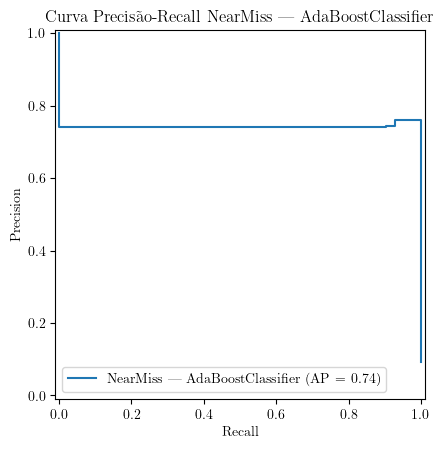 Curva Precisão-Recall NearMiss — AdaBoostClassifier
1.0
0.8
0.6
0.4
0.2
0.0
Precision
NearMiss — AdaBoostClassifier (AP = 0.74)
0.0 0.2 0.4 0.6 0.8 1.0
Recall